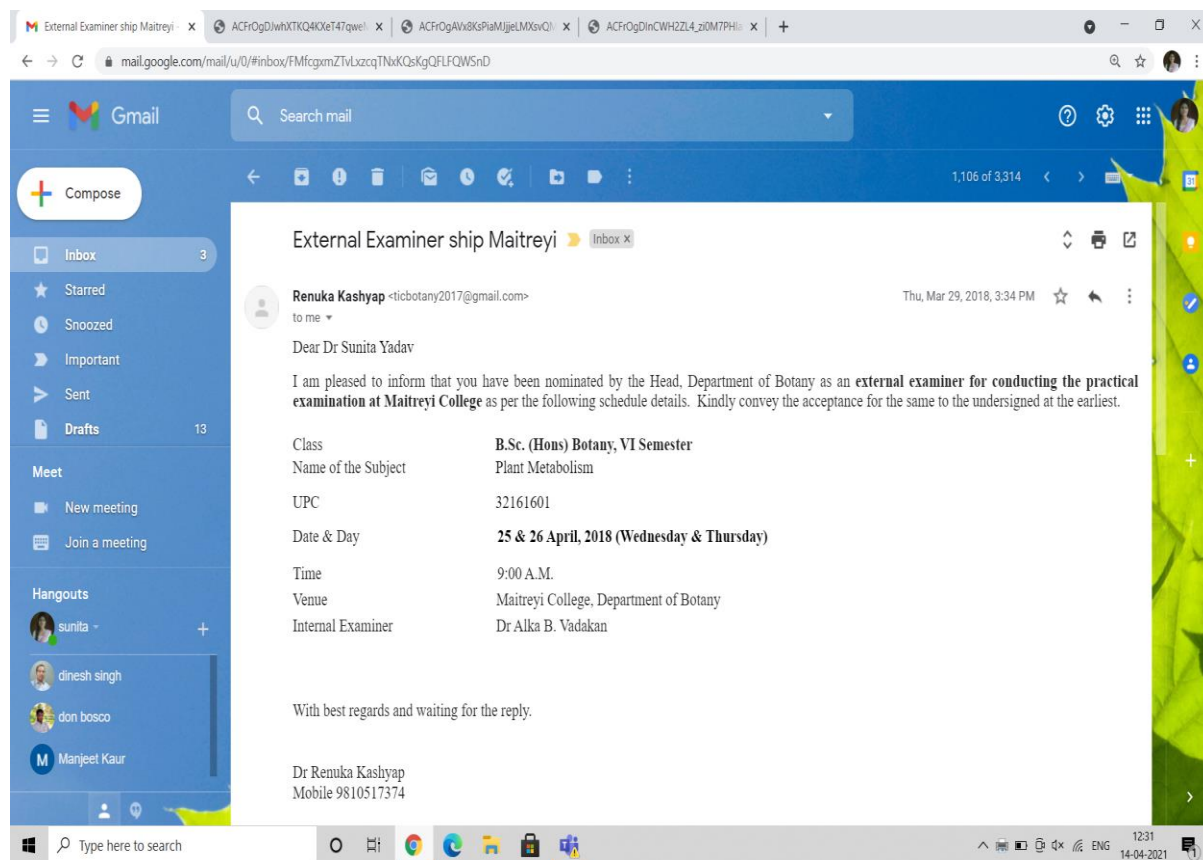 External Examiner ship Maitreyi -
ACFrOgDJwhXTKQ4KXeT47qwe
ACFrOgAVx8KsPiaMJjjeLMXsvQ
ACFrOgDInCWH2ZL4_zi0M7PHl
mail.google.com/mail/u/0/#inbox/FMfcgxmZTvLxzcqTNxKQsKgQFLFQWSnD
Gmail
Search mail
Compose
1,106 of 3,314
31
Inbox 3
Starred
Snoozed
Important
Sent
Drafts 13
Meet
New meeting
Join a meeting
Hangouts
sunita
dinesh singh
don bosco
M Manjeet Kaur
External Examiner ship Maitreyi Inbox x
Renuka Kashyap <ticbotany2017@gmail.com> Thu, Mar 29, 2018, 3:34 PM
to me
Dear Dr Sunita Yadav
I am pleased to inform that you have been nominated by the Head, Department of Botany as an external examiner for conducting the practical
examination at Maitreyi College as per the following schedule details. Kindly convey the acceptance for the same to the undersigned at the earliest.
Class B.Sc. (Hons) Botany, VI Semester
Name of the Subject Plant Metabolism
UPC 32161601
Date & Day 25 & 26 April, 2018 (Wednesday & Thursday)
Time 9:00 A.M.
Venue Maitreyi College, Department of Botany
Internal Examiner Dr Alka B. Vadakan
With best regards and waiting for the reply.
Dr Renuka Kashyap
Mobile 9810517374
Type here to search
ENG
12:31
14-04-2021